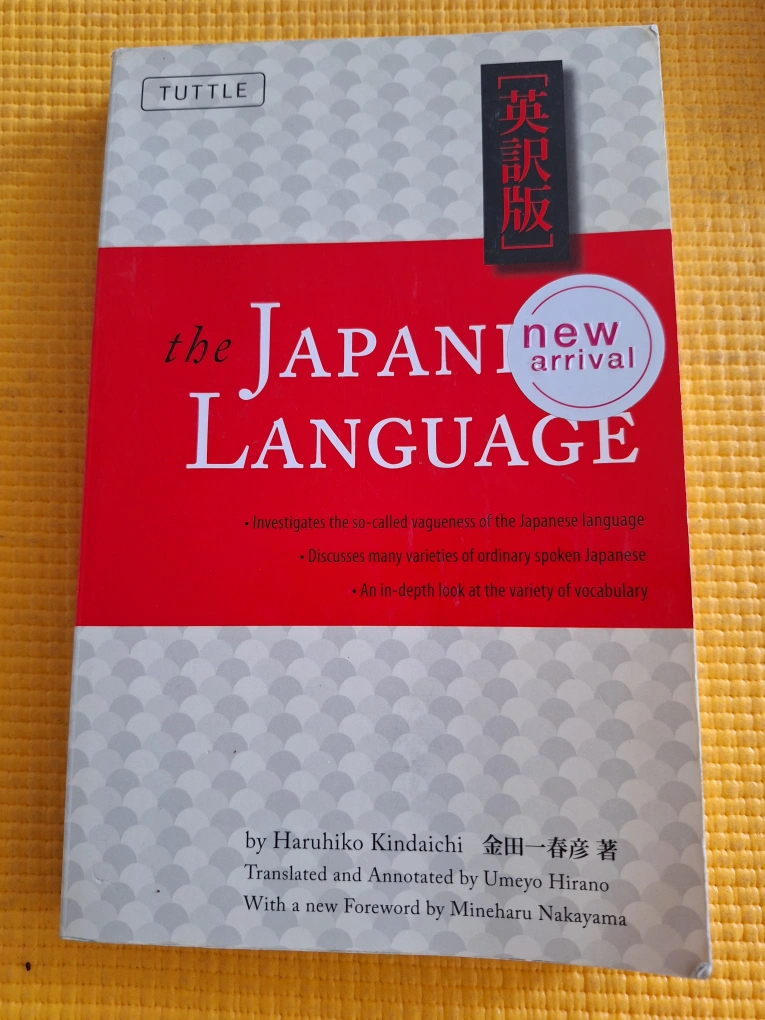 TUTTLE
[英訳版]
the JAPANE
new
arrival
LANGUAGE
• Investigates the so-called vagueness of the Japanese language
• Discusses many varieties of ordinary spoken Japanese
• An in-depth look at the variety of vocabulary
by Haruhiko Kindaichi 金田一春彦 著
Translated and Annotated by Umeyo Hirano
With a new Foreword by Mineharu Nakayama